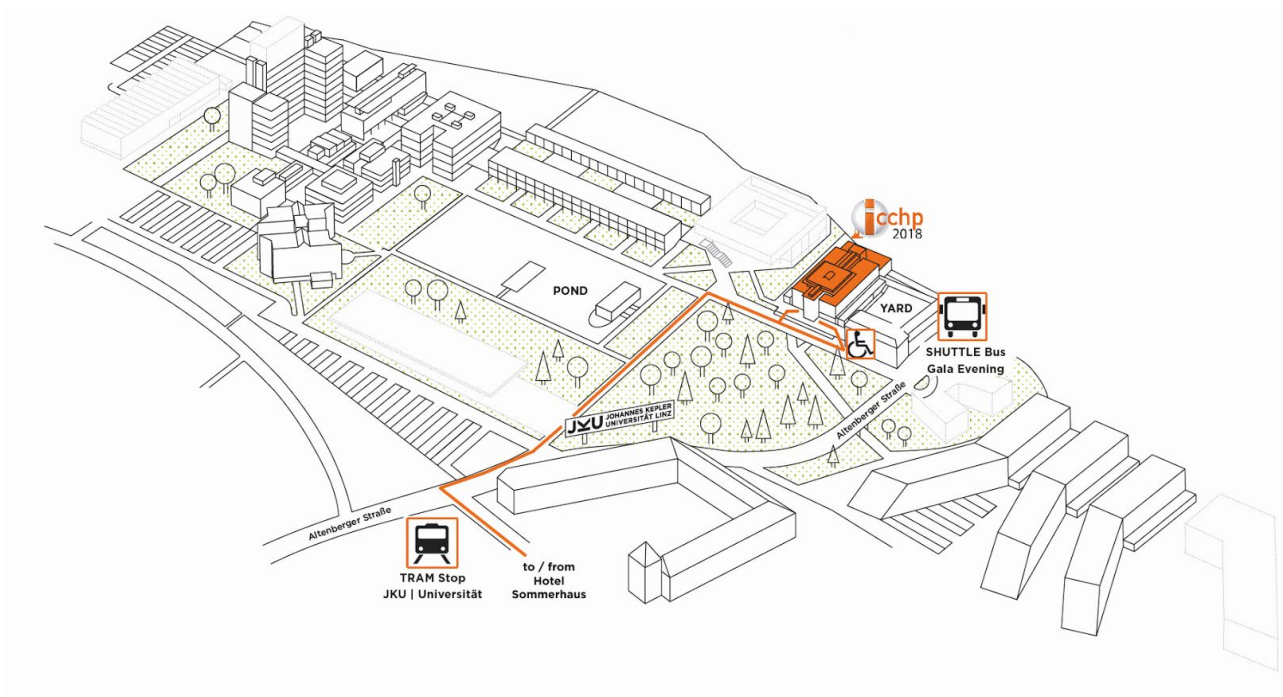 icchp
2018
POND
YARD
SHUTTLE Bus
Gala Evening
Altenberger Straße
JKU JOHANNES KEPLER
UNIVERSITÄT LINZ
Altenberger Straße
TRAM Stop
JKU | Universität
to / from
Hotel
Sommerhaus